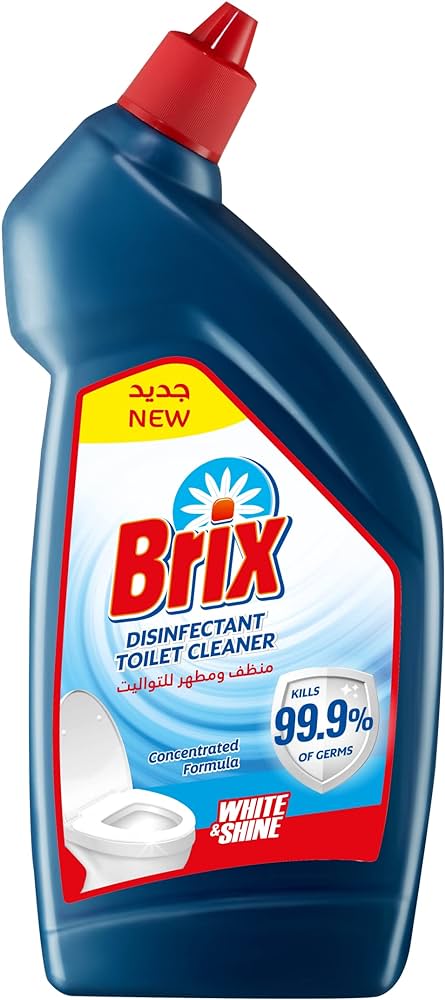 جديد
NEW
Brix
DISINFECTANT
TOILET CLEANER
منظف ومطهر للتواليت
KILLS
99.9%
OF GERMS
Concentrated
Formula
WHITE
& SHINE